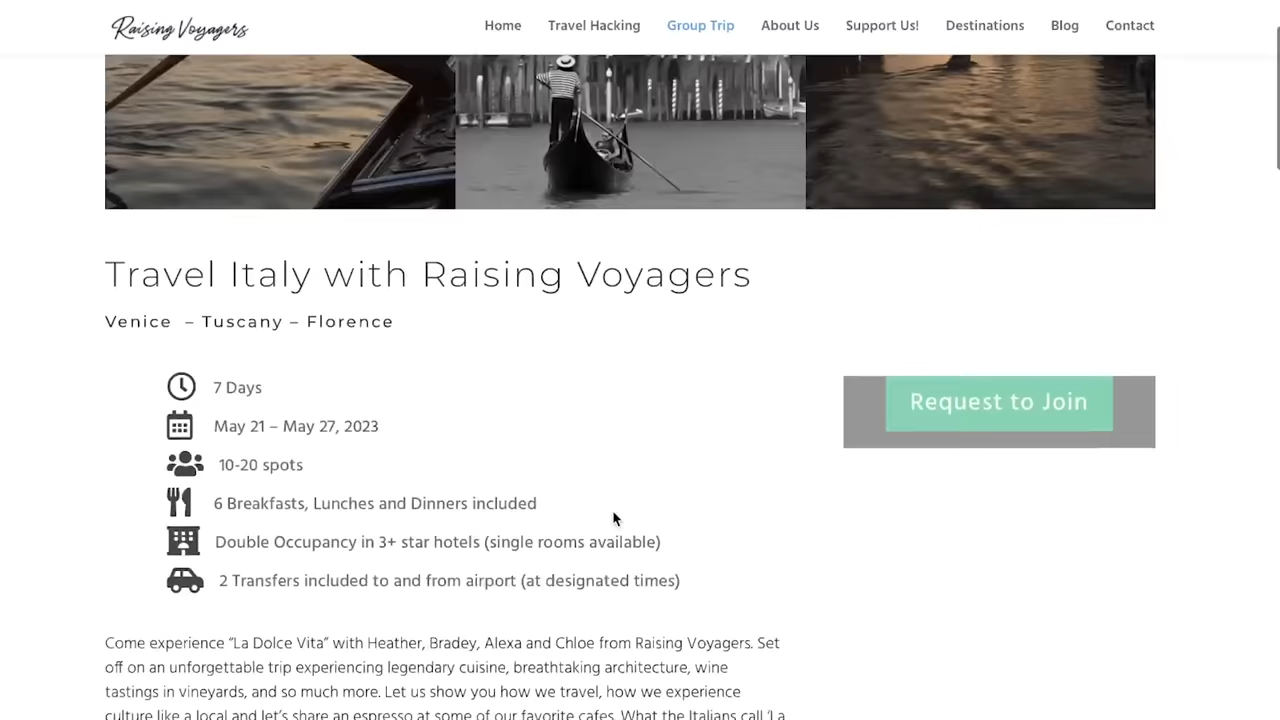 Raising Voyagers
Home Travel Hacking Group Trip About Us Support Us! Destinations Blog Contact
Travel Italy with Raising Voyagers
Venice – Tuscany – Florence
7 Days
May 21 – May 27, 2023
10-20 spots
6 Breakfasts, Lunches and Dinners included
Double Occupancy in 3+ star hotels (single rooms available)
2 Transfers included to and from airport (at designated times)
Request to Join
Come experience “La Dolce Vita” with Heather, Bradey, Alexa and Chloe from Raising Voyagers. Set
off on an unforgettable trip experiencing legendary cuisine, breathtaking architecture, wine
tastings in vineyards, and so much more. Let us show you how we travel, how we experience
culture like a local and let’s share an espresso at some of our favorite cafes. What the Italians call ‘La